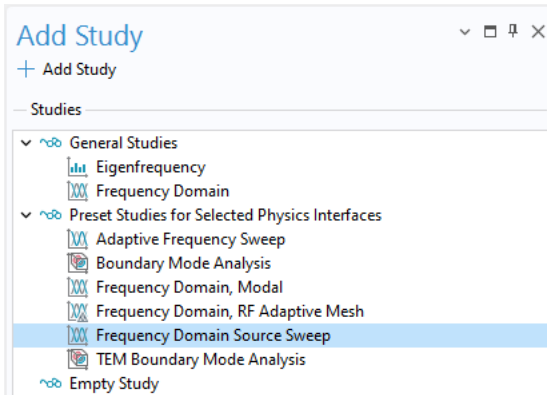 Add Study
+ Add Study
Studies
General Studies
Eigenfrequency
Frequency Domain
Preset Studies for Selected Physics Interfaces
Adaptive Frequency Sweep
Boundary Mode Analysis
Frequency Domain, Modal
Frequency Domain, RF Adaptive Mesh
Frequency Domain Source Sweep
TEM Boundary Mode Analysis
Empty Study